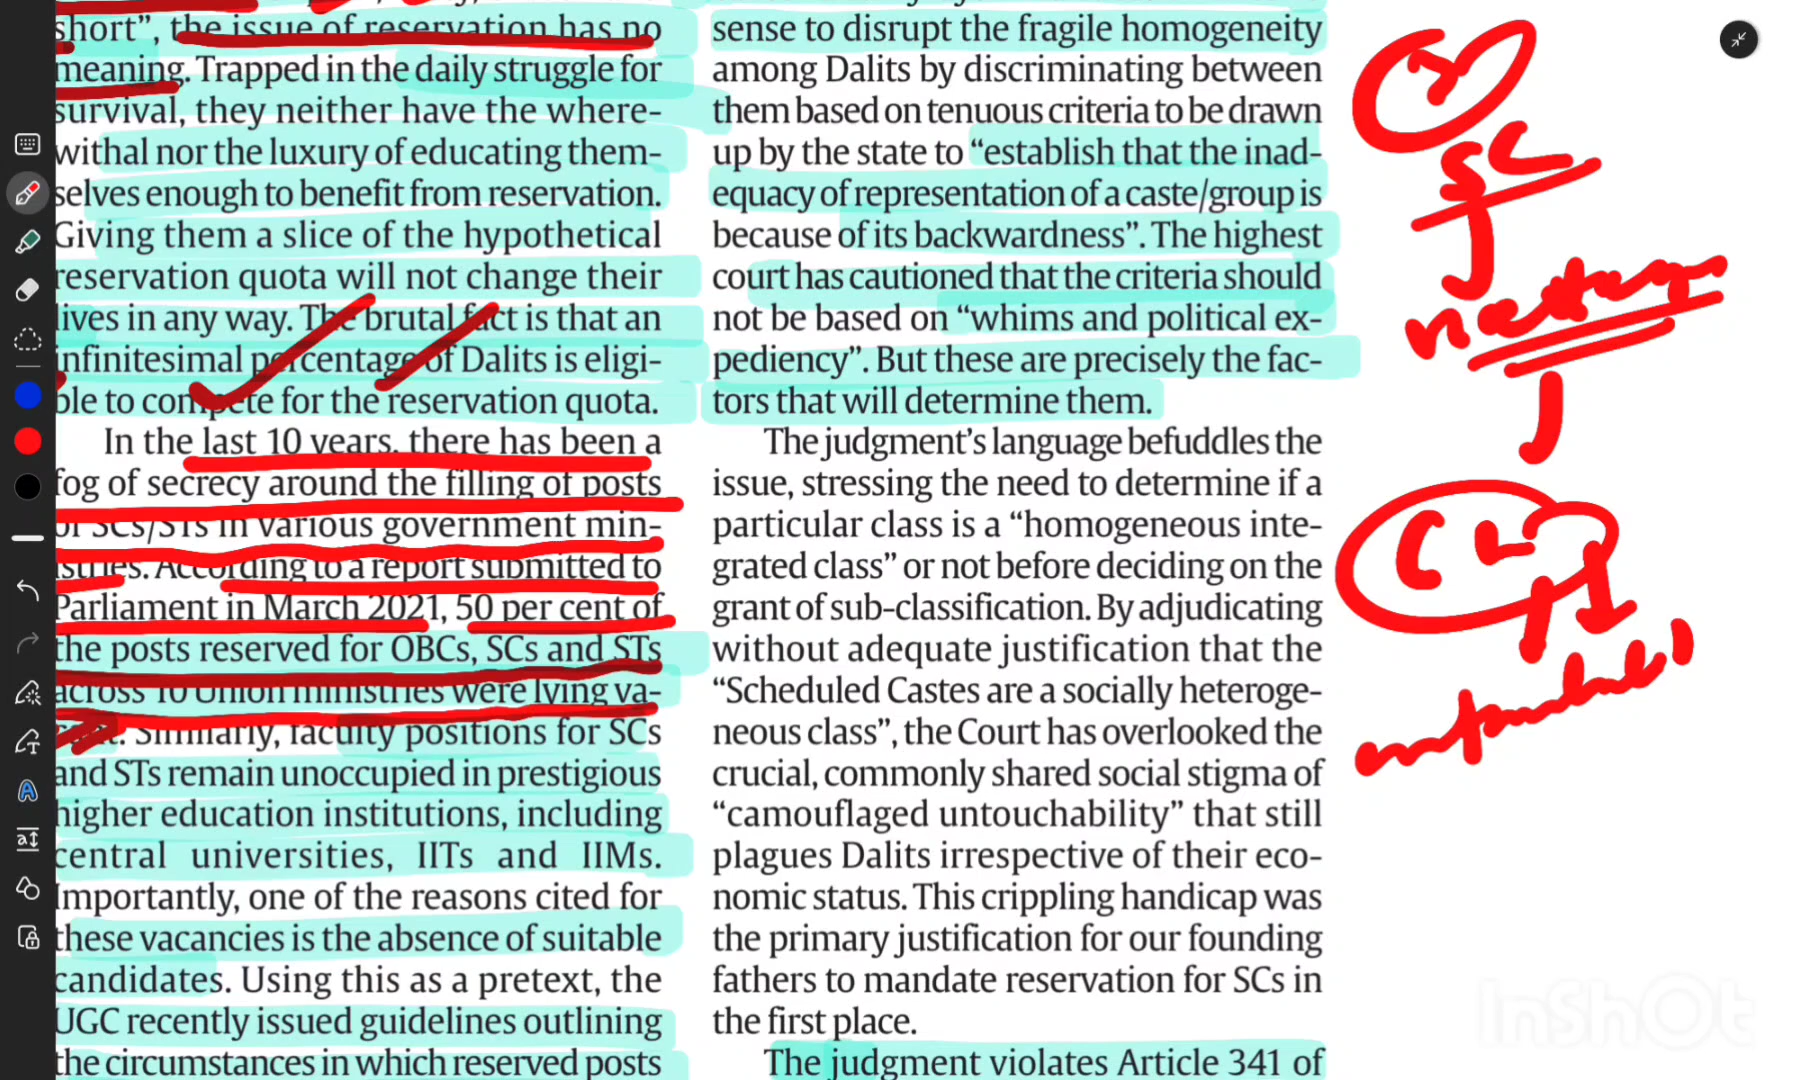 short”, the issue of reservation has no
meaning. Trapped in the daily struggle for
survival, they neither have the where-
withal nor the luxury of educating them-
selves enough to benefit from reservation.
Giving them a slice of the hypothetical
reservation quota will not change their
lives in any way. The brutal fact is that an
infinitesimal percentage of Dalits is eligi-
ble to compete for the reservation quota.
In the last 10 years, there has been a
fog of secrecy around the filling of posts
of SCs/STs in various government min-
istries. According to a report submitted to
Parliament in March 2021, 50 per cent of
the posts reserved for OBCs, SCs and STs
across 10 Union ministries were lying va-
cant. Similarly, faculty positions for SCs
and STs remain unoccupied in prestigious
higher education institutions, including
central universities, IITs and IIMs.
Importantly, one of the reasons cited for
these vacancies is the absence of suitable
candidates. Using this as a pretext, the
UGC recently issued guidelines outlining
the circumstances in which reserved posts
sense to disrupt the fragile homogeneity
among Dalits by discriminating between
them based on tenuous criteria to be drawn
up by the state to “establish that the inad-
equacy of representation of a caste/group is
because of its backwardness”. The highest
court has cautioned that the criteria should
not be based on “whims and political ex-
pediency”. But these are precisely the fac-
tors that will determine them.
The judgment’s language befuddles the
issue, stressing the need to determine if a
particular class is a “homogeneous inte-
grated class” or not before deciding on the
grant of sub-classification. By adjudicating
without adequate justification that the
“Scheduled Castes are a socially heteroge-
neous class”, the Court has overlooked the
crucial, commonly shared social stigma of
“camouflaged untouchability” that still
plagues Dalits irrespective of their eco-
nomic status. This crippling handicap was
the primary justification for our founding
fathers to mandate reservation for SCs in
the first place.
The judgment violates Article 341 of
SC
InShOt